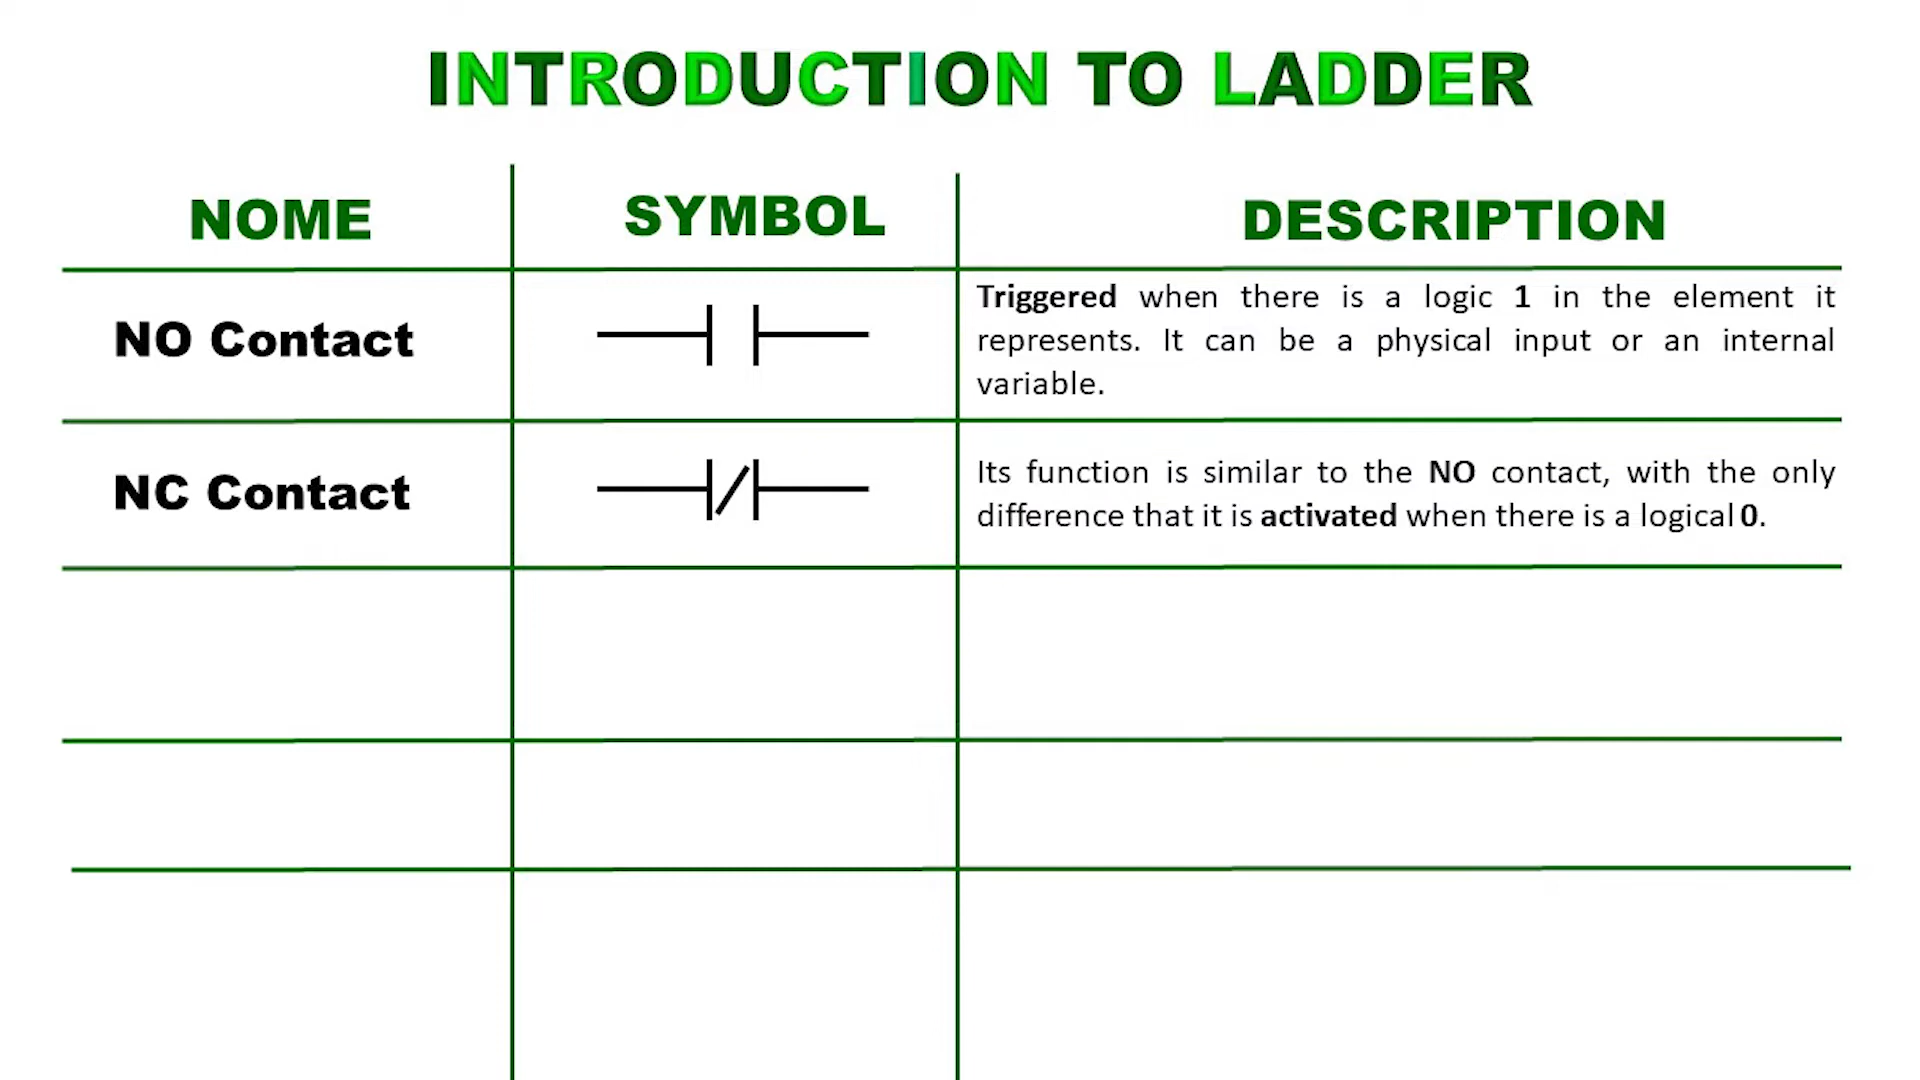 INTRODUCTION TO LADDER
NOME
SYMBOL
DESCRIPTION
NO Contact
Triggered when there is a logic 1 in the element it
represents. It can be a physical input or an internal
variable.
NC Contact
Its function is similar to the NO contact, with the only
difference that it is activated when there is a logical 0.